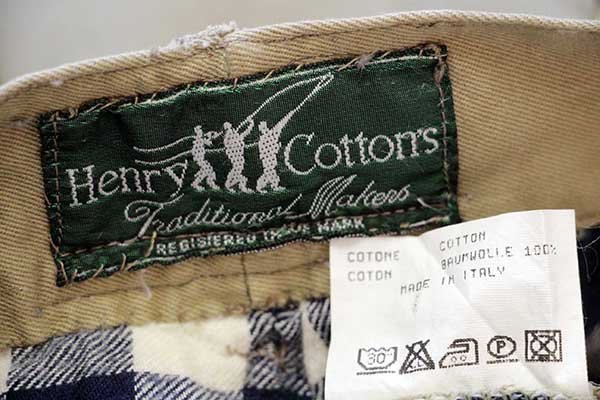 Henry Cotton's
Traditional Makers
REGISTERED TRADE MARK
COTONE COTTON
COTON BAUMWOLLE 100%
MADE IN ITALY
30°
P